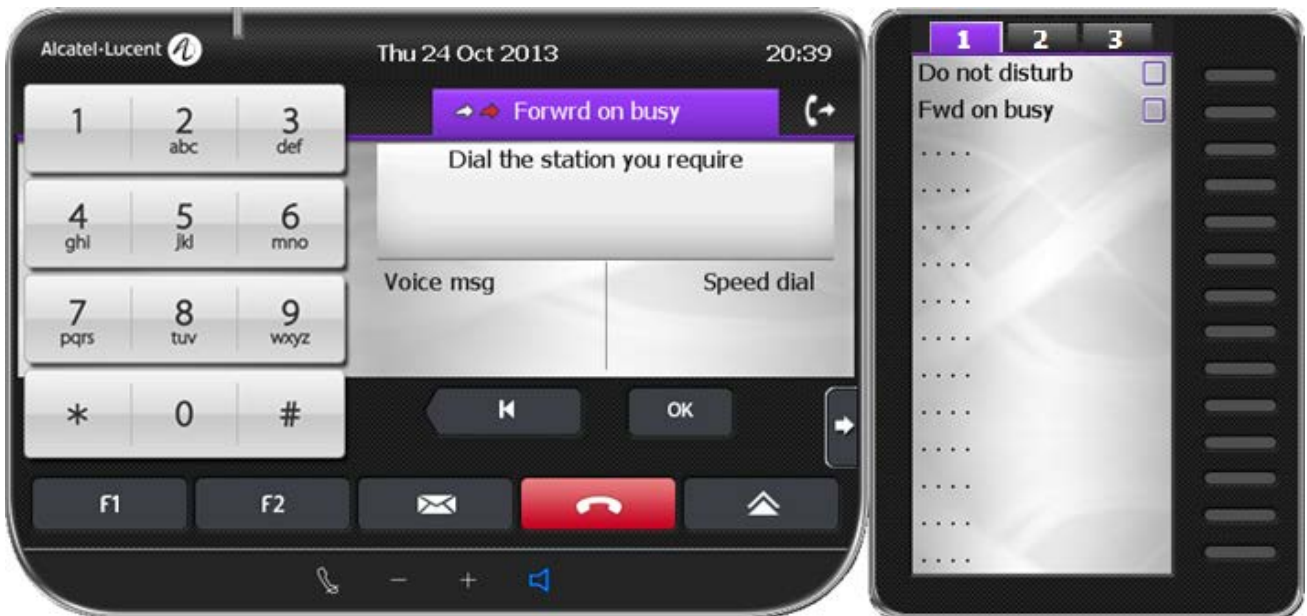 Alcatel·Lucent
Thu 24 Oct 2013
20:39
Forwrd on busy
Dial the station you require
Voice msg
Speed dial
1
2
3
abc
def
4
5
6
ghi
jkl
mno
7
8
9
pqrs
tuv
wxyz
*
0
#
OK
F1
F2
1
2
3
Do not disturb
Fwd on busy
. . . .
. . . .
. . . .
. . . .
. . . .
. . . .
. . . .
. . . .
. . . .
. . . .
. . . .
. . . .